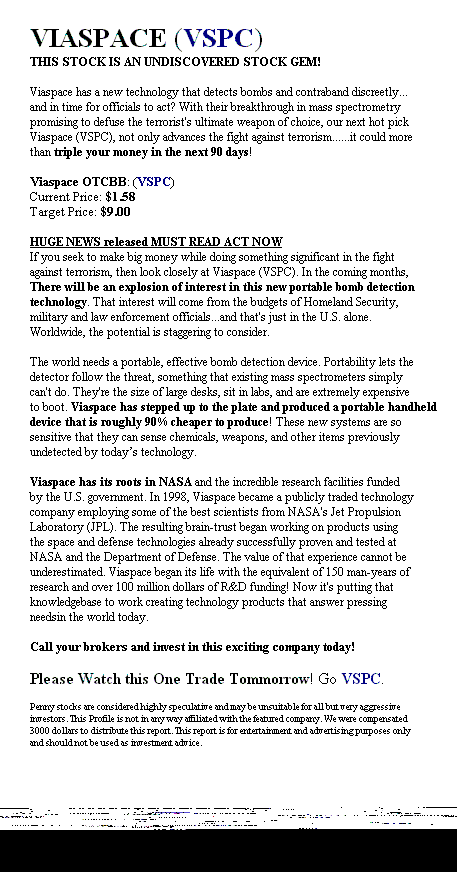 VIASPACE (VSPC)
THIS STOCK IS AN UNDISCOVERED STOCK GEM!
Viaspace has a new technology that detects bombs and contraband discreetly...
and in time for officials to act? With their breakthrough in mass spectrometry
promising to defuse the terrorist's ultimate weapon of choice, our next hot pick
Viaspace (VSPC), not only advances the fight against terrorism......it could more
than triple your money in the next 90 days!
Viaspace OTCBB: (VSPC)
Current Price: $1.58
Target Price: $9.00
HUGE NEWS released MUST READ ACT NOW
If you seek to make big money while doing something significant in the fight
against terrorism, then look closely at Viaspace (VSPC). In the coming months,
There will be an explosion of interest in this new portable bomb detection
technology. That interest will come from the budgets of Homeland Security,
military and law enforcement officials...and that's just in the U.S. alone.
Worldwide, the potential is staggering to consider.
The world needs a portable, effective bomb detection device. Portability lets the
detector follow the threat, something that existing mass spectrometers simply
can't do. They're the size of large desks, sit in labs, and are extremely expensive
to boot. Viaspace has stepped up to the plate and produced a portable handheld
device that is roughly 90% cheaper to produce! These new systems are so
sensitive that they can sense chemicals, weapons, and other items previously
undetected by today's technology.
Viaspace has its roots in NASA and the incredible research facilities funded
by the U.S. government. In 1998, Viaspace became a publicly traded technology
company employing some of the best scientists from NASA's Jet Propulsion
Laboratory (JPL). The resulting brain-trust began working on products using
the space and defense technologies already successfully proven and tested at
NASA and the Department of Defense. The value of that experience cannot be
underestimated. Viaspace began its life with the equivalent of 150 man-years of
research and over 100 million dollars of R&D funding! Now it's putting that
knowledgebase to work creating technology products that answer pressing
needsin the world today.
Call your brokers and invest in this exciting company today!
Please Watch this One Trade Tommorrow! Go VSPC.
Penny stocks are considered highly speculative and may be unsuitable for all but very aggressive
investors. This Profile is not in any way affiliated with the featured company. We were compensated
3000 dollars to distribute this report. This report is for entertainment and advertising purposes only
and should not be used as investment advice.